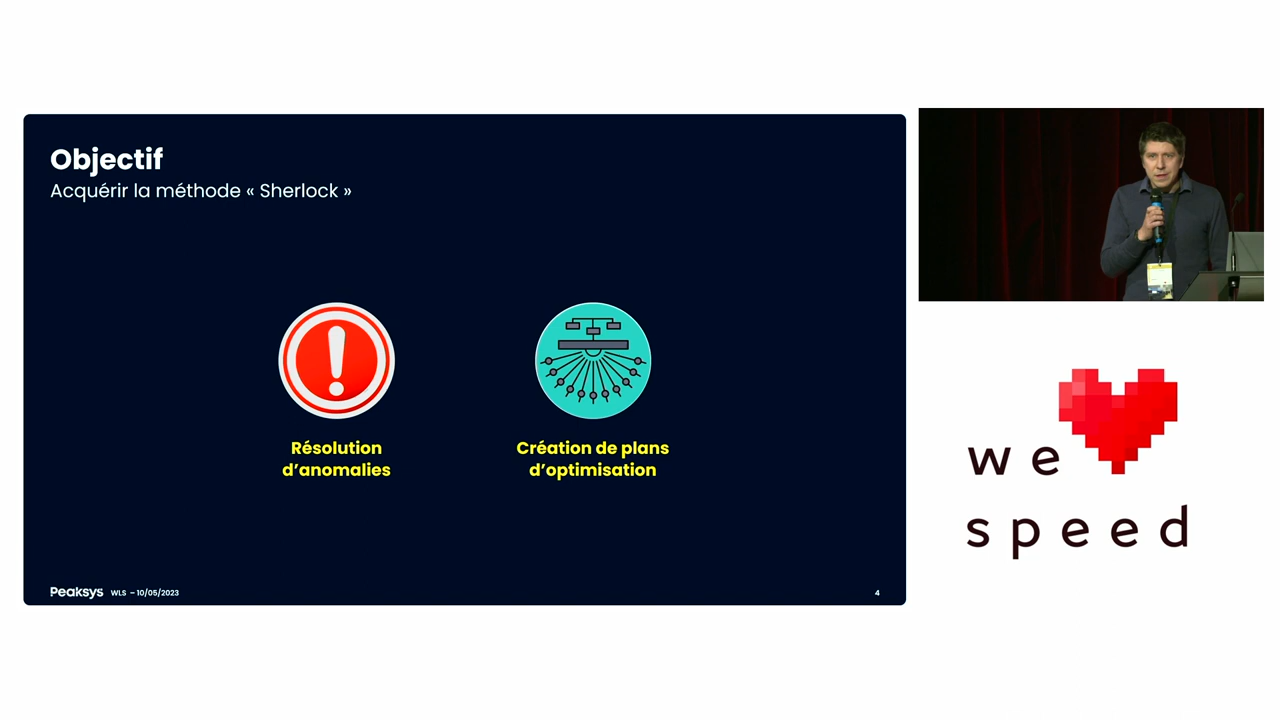 Objectif
Acquérir la méthode « Sherlock »
Résolution
d'anomalies
Création de plans
d'optimisation
Peaksys WLS – 10/05/2023
4
we
speed